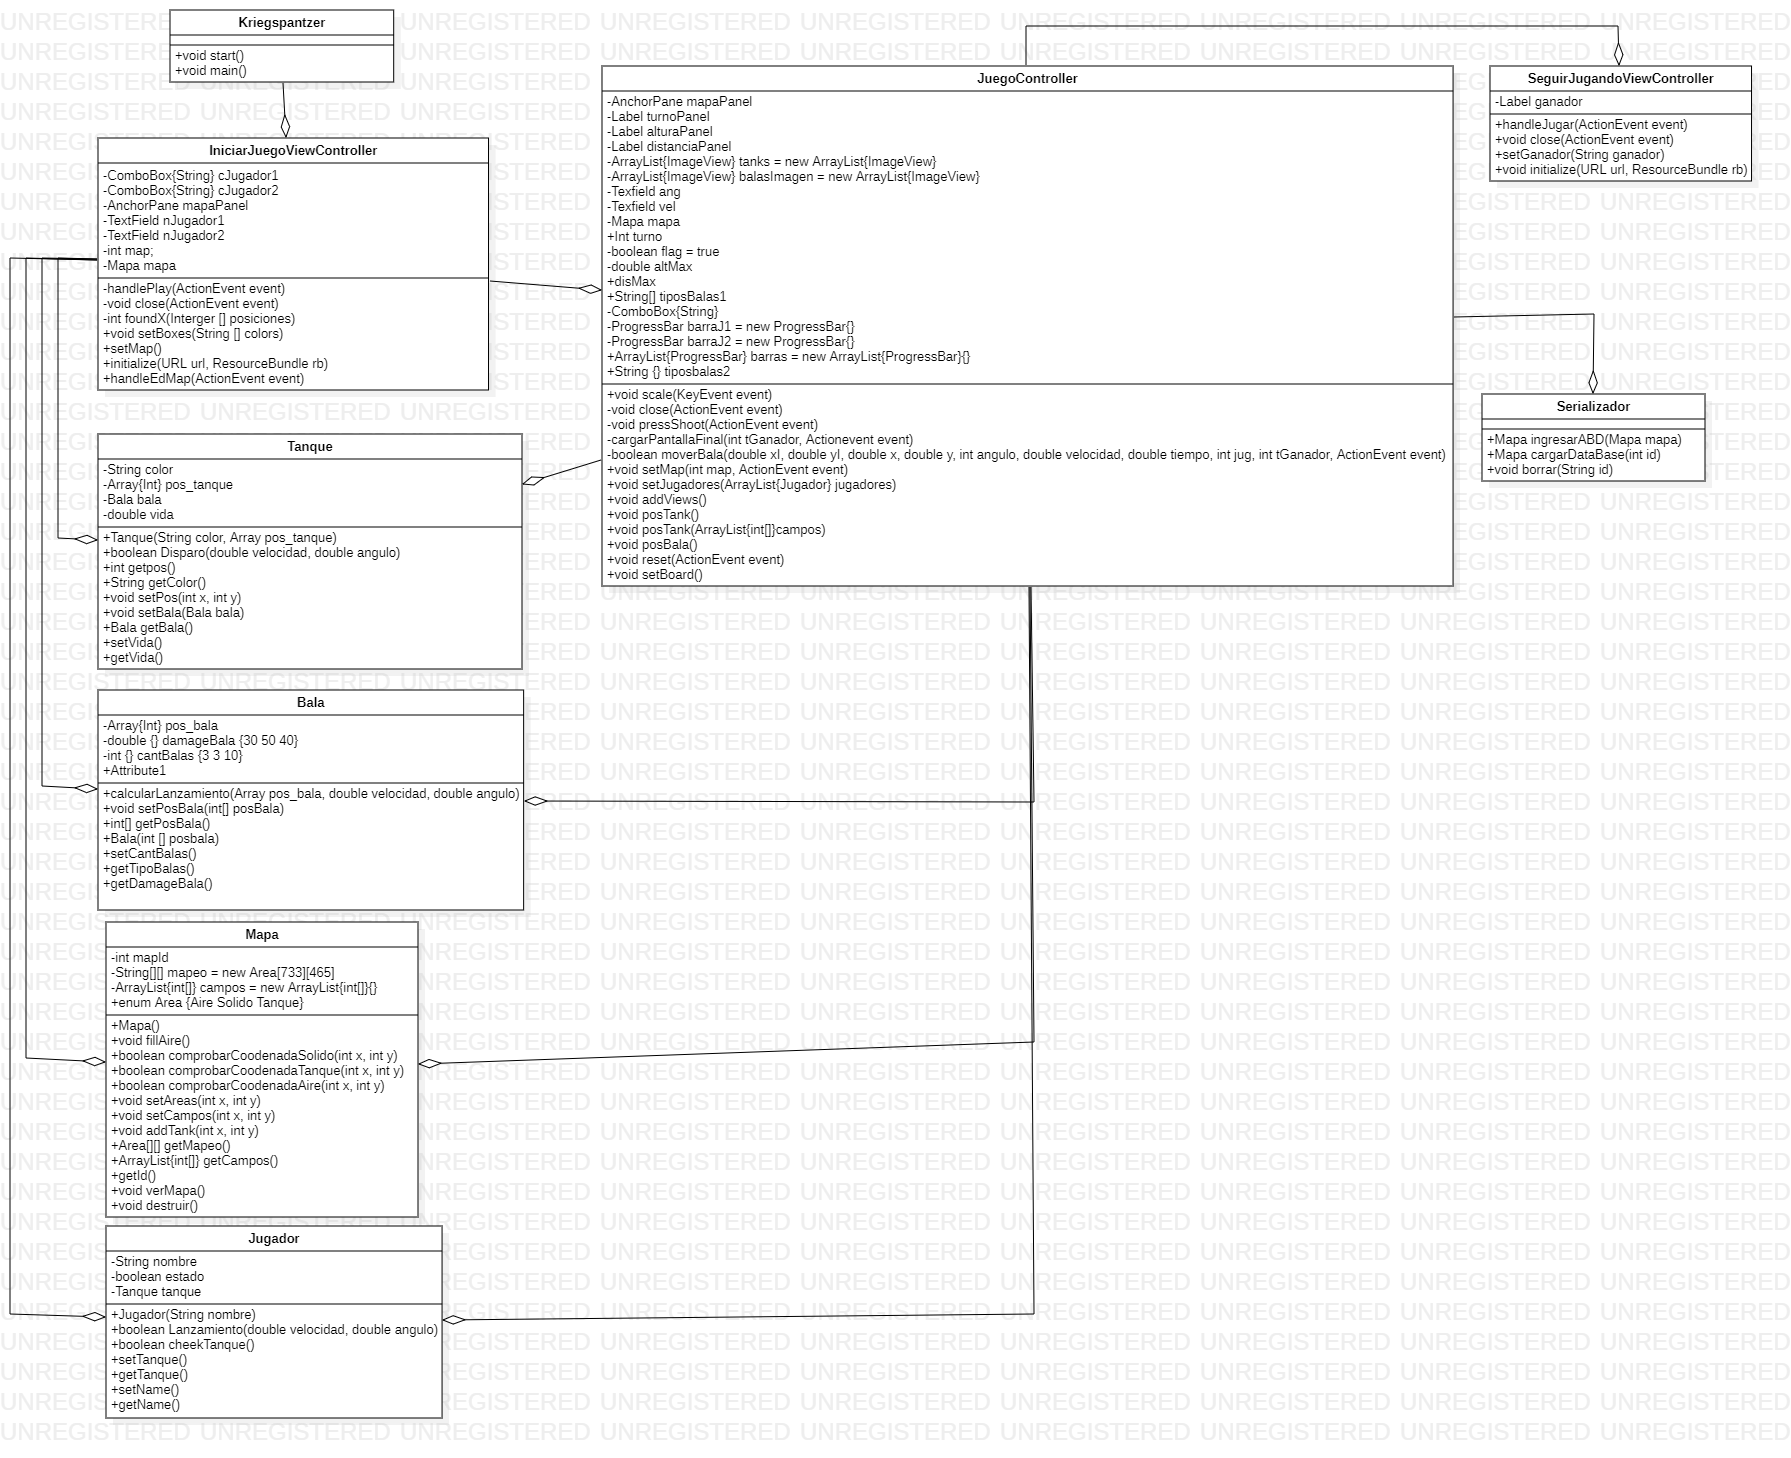 Kriegspantzer
+void start()
+void main()
IniciarJuegoViewController
-ComboBox{String} cJugador1
-ComboBox{String} cJugador2
-AnchorPane mapaPanel
-TextField nJugador1
-TextField nJugador2
-int map;
-Mapa mapa
-handlePlay(ActionEvent event)
-void close(ActionEvent event)
-int foundX(Interger [] posiciones)
+void setBoxes(String [] colors)
+setMap()
+initialize(URL url, ResourceBundle rb)
+handleEdMap(ActionEvent event)
Tanque
-String color
-Array{Int} pos_tanque
-Bala bala
-double vida
+Tanque(String color, Array pos_tanque)
+boolean Disparo(double velocidad, double angulo)
+int getpos()
+String getColor()
+void setPos(int x, int y)
+void setBala(Bala bala)
+Bala getBala()
+setVida()
+getVida()
Bala
-Array{Int} pos_bala
-double {} damageBala {30 50 40}
-int {} cantBalas {3 3 10}
+Attribute1
+calcularLanzamiento(Array pos_bala, double velocidad, double angulo)
+void setPosBala(int[] posBala)
+int[] getPosBala()
+Bala(int [] posbala)
+setCantBalas()
+getTipoBalas()
+getDamageBala()
Mapa
-int mapId
-String[][] mapeo = new Area[733][465]
-ArrayList{int[]} campos = new ArrayList{int[]}{}
+enum Area {Aire Solido Tanque}
+Mapa()
+void fillAire()
+boolean comprobarCoodenadaSolido(int x, int y)
+boolean comprobarCoodenadaTanque(int x, int y)
+boolean comprobarCoodenadaAire(int x, int y)
+void setAreas(int x, int y)
+void setCampos(int x, int y)
+void addTank(int x, int y)
+Area[][] getMapeo()
+ArrayList{int[]} getCampos()
+getId()
+void verMapa()
+void destruir()
Jugador
-String nombre
-boolean estado
-Tanque tanque
+Jugador(String nombre)
+boolean Lanzamiento(double velocidad, double angulo)
+boolean cheekTanque()
+setTanque()
+getTanque()
+setName()
+getName()
JuegoController
-AnchorPane mapaPanel
-Label turnoPanel
-Label alturaPanel
-Label distanciaPanel
-ArrayList{ImageView} tanks = new ArrayList{ImageView}
-ArrayList{ImageView} balasImagen = new ArrayList{ImageView}
-Texfield ang
-Texfield vel
-Mapa mapa
+Int turno
-boolean flag = true
-double altMax
+disMax
+String[] tiposBalas1
-ComboBox{String}
-ProgressBar barraJ1 = new ProgressBar{}
-ProgressBar barraJ2 = new ProgressBar{}
+ArrayList{ProgressBar} barras = new ArrayList{ProgressBar}{}
+String {} tiposbalas2
+void scale(KeyEvent event)
-void close(ActionEvent event)
-void pressShoot(ActionEvent event)
-cargarPantallaFinal(int tGanador, Actionevent event)
-boolean moverBala(double xI, double yI, double x, double y, int angulo, double velocidad, double tiempo, int jug, int tGanador, ActionEvent event)
+void setMap(int map, ActionEvent event)
+void setJugadores(ArrayList{Jugador} jugadores)
+void addViews()
+void posTank()
+void posTank(ArrayList{int[]}campos)
+void posBala()
+void reset(ActionEvent event)
+void setBoard()
SeguirJugandoViewController
-Label ganador
+handleJugar(ActionEvent event)
+void close(ActionEvent event)
+setGanador(String ganador)
+void initialize(URL url, ResourceBundle rb)
Serializador
+Mapa ingresarABD(Mapa mapa)
+Mapa cargarDataBase(int id)
+void borrar(String id)
UNREGISTERED